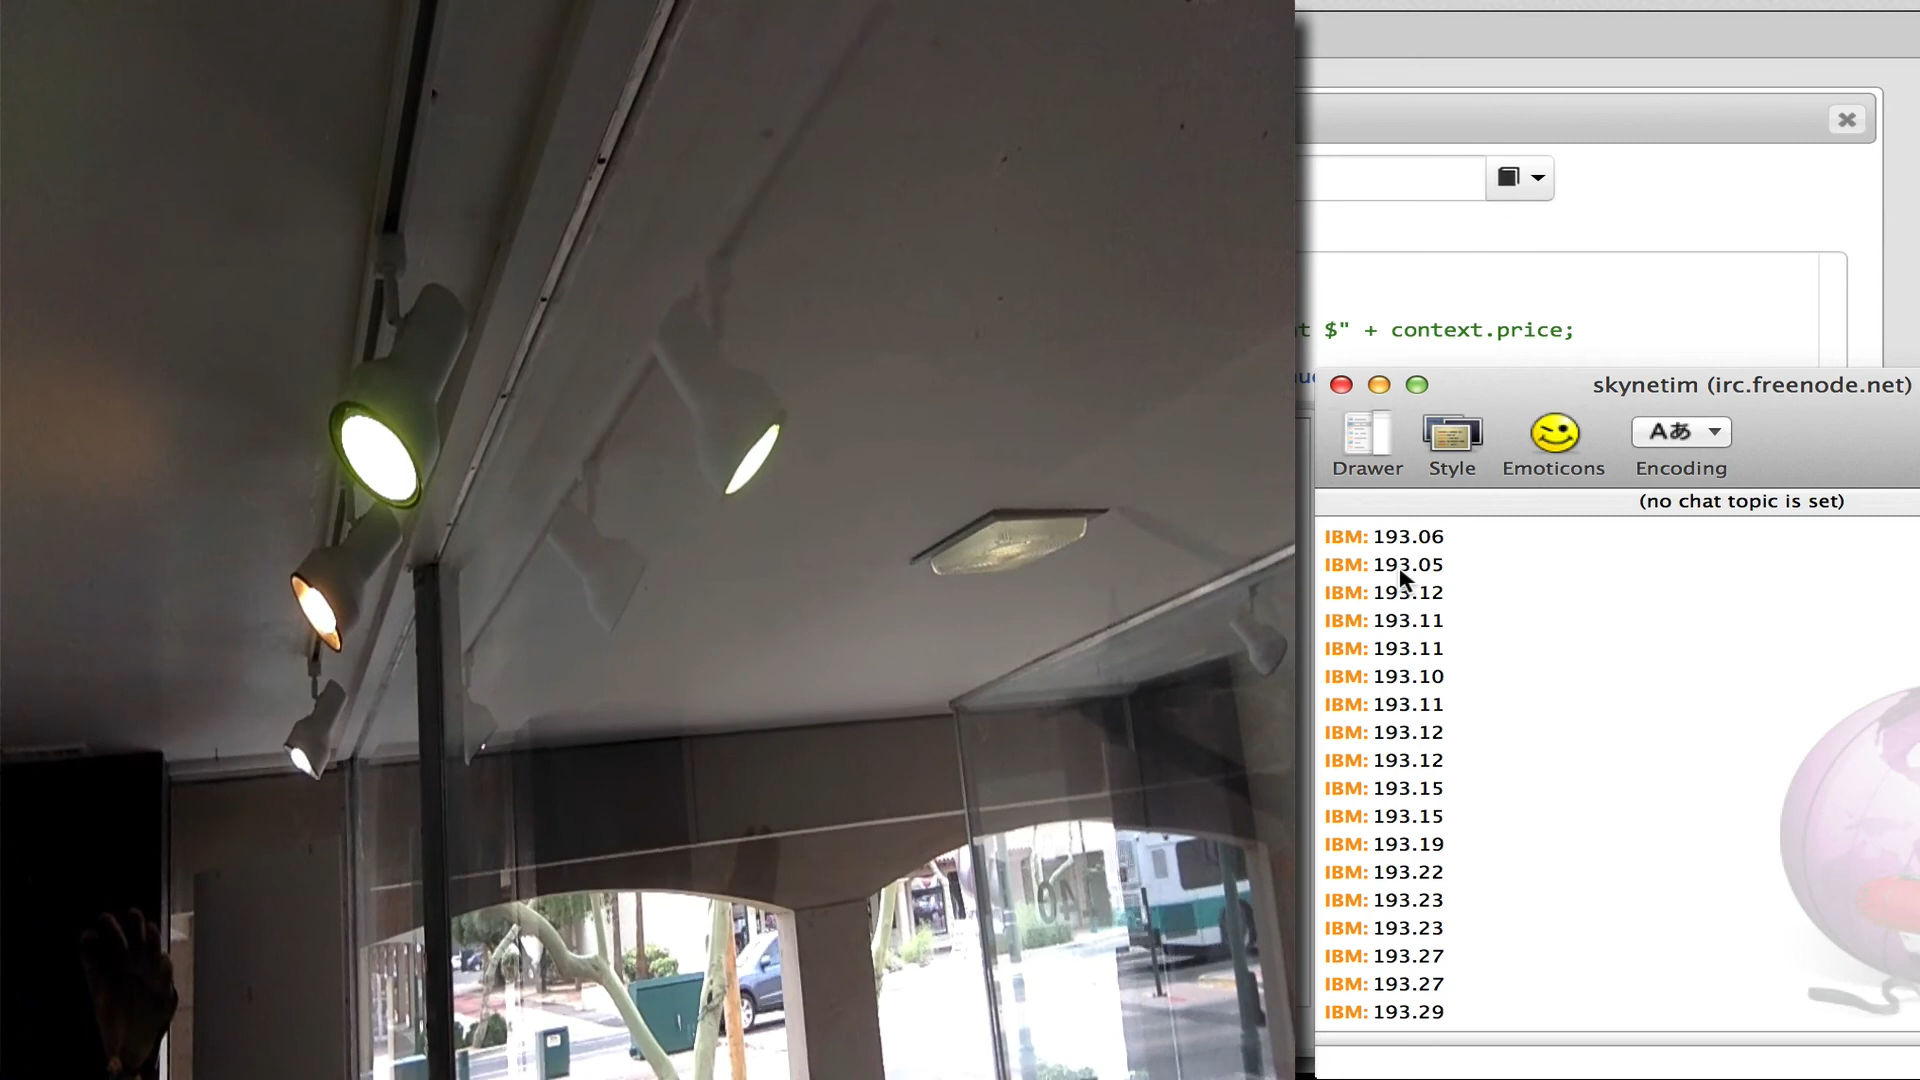 t $" + context.price;
skynetim (irc.freenode.net)
Aあ
Drawer Style Emoticons Encoding
(no chat topic is set)
IBM: 193.06
IBM: 193.05
IBM: 193.12
IBM: 193.11
IBM: 193.11
IBM: 193.10
IBM: 193.11
IBM: 193.12
IBM: 193.12
IBM: 193.15
IBM: 193.15
IBM: 193.19
IBM: 193.22
IBM: 193.23
IBM: 193.23
IBM: 193.27
IBM: 193.27
IBM: 193.29